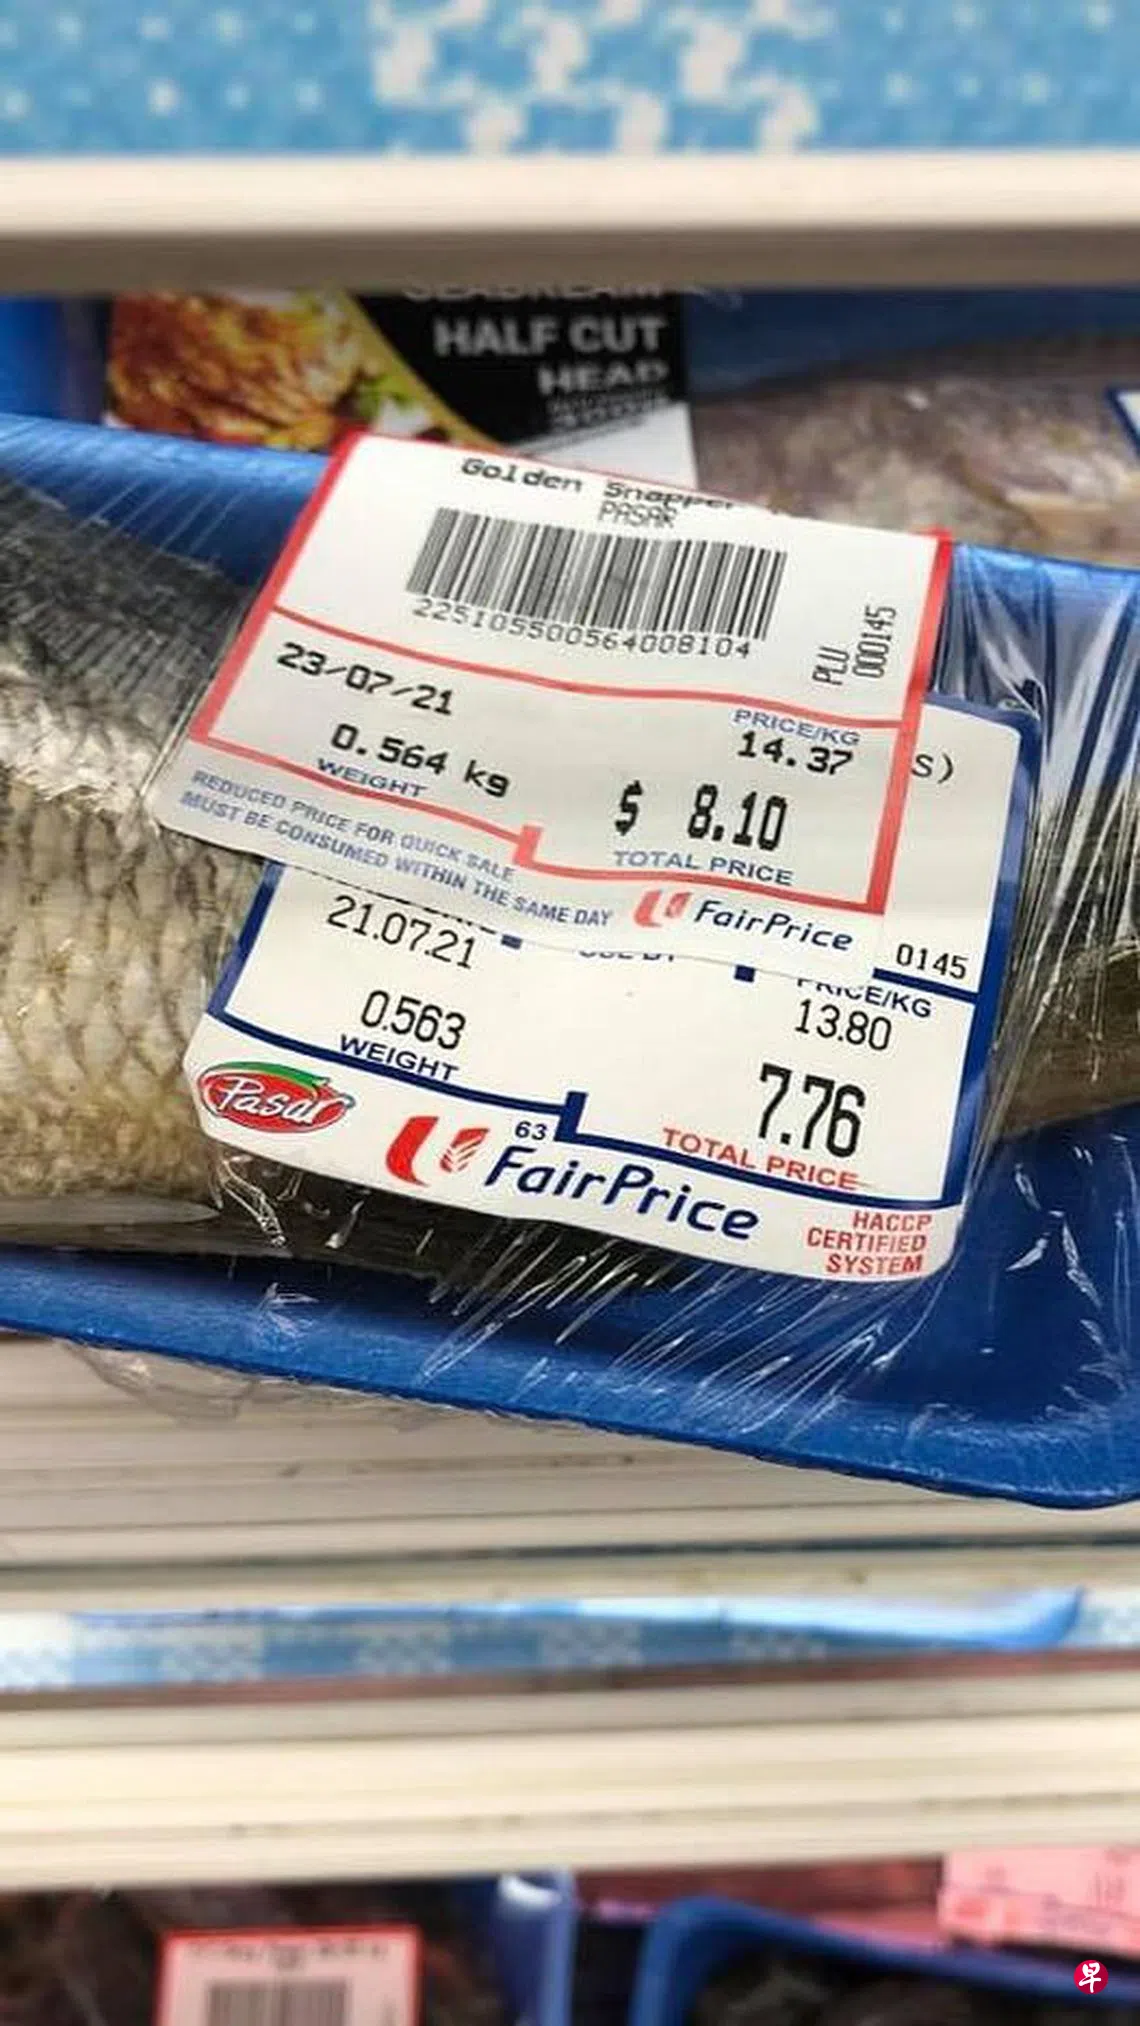 HALF CUT
HEAD
Golden Snapper
PASAR
225105500564008104
PLU
000145
23/07/21
PRICE/KG
14.37
0.564 kg
WEIGHT
$ 8.10
TOTAL PRICE
REDUCED PRICE FOR QUICK SALE
MUST BE CONSUMED WITHIN THE SAME DAY
FairPrice
S)
0145
21.07.21
PRICE/KG
13.80
0.563
WEIGHT
7.76
TOTAL PRICE
Pasar
63
FairPrice
HACCP
CERTIFIED
SYSTEM
早